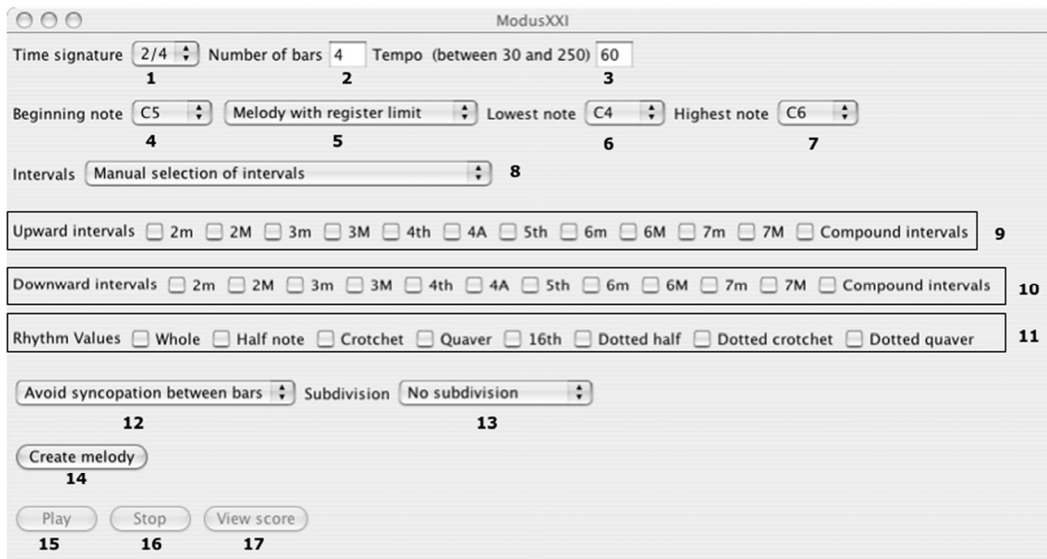 ModusXXI
Time signature 2/4 Number of bars 4 Tempo (between 30 and 250) 60
1 2 3
Beginning note C5 Melody with register limit Lowest note C4 Highest note C6
4 5 6 7
Intervals Manual selection of intervals 8
Upward intervals 2m 2M 3m 3M 4th 4A 5th 6m 6M 7m 7M Compound intervals 9
Downward intervals 2m 2M 3m 3M 4th 4A 5th 6m 6M 7m 7M Compound intervals 10
Rhythm Values Whole Half note Crotchet Quaver 16th Dotted half Dotted crotchet Dotted quaver 11
Avoid syncopation between bars Subdivision No subdivision
12 13
Create melody
14
Play Stop View score
15 16 17